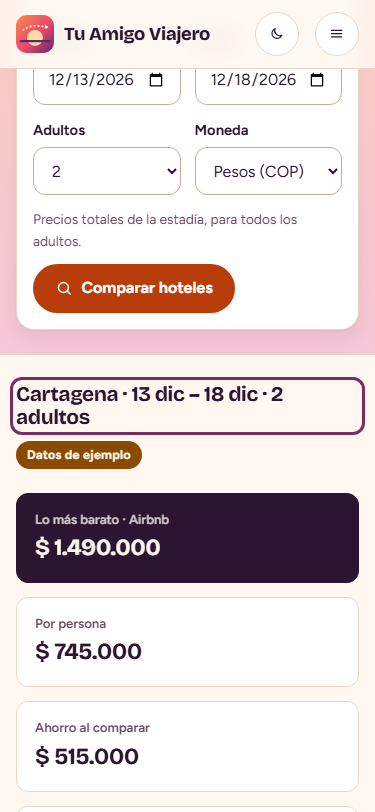 Tu Amigo Viajero
12/13/2026
12/18/2026
Adultos
Moneda
2
Pesos (COP)
Precios totales de la estadía, para todos los
adultos.
Comparar hoteles
Cartagena · 13 dic – 18 dic · 2
adultos
Datos de ejemplo
Lo más barato · Airbnb
$ 1.490.000
Por persona
$ 745.000
Ahorro al comparar
$ 515.000